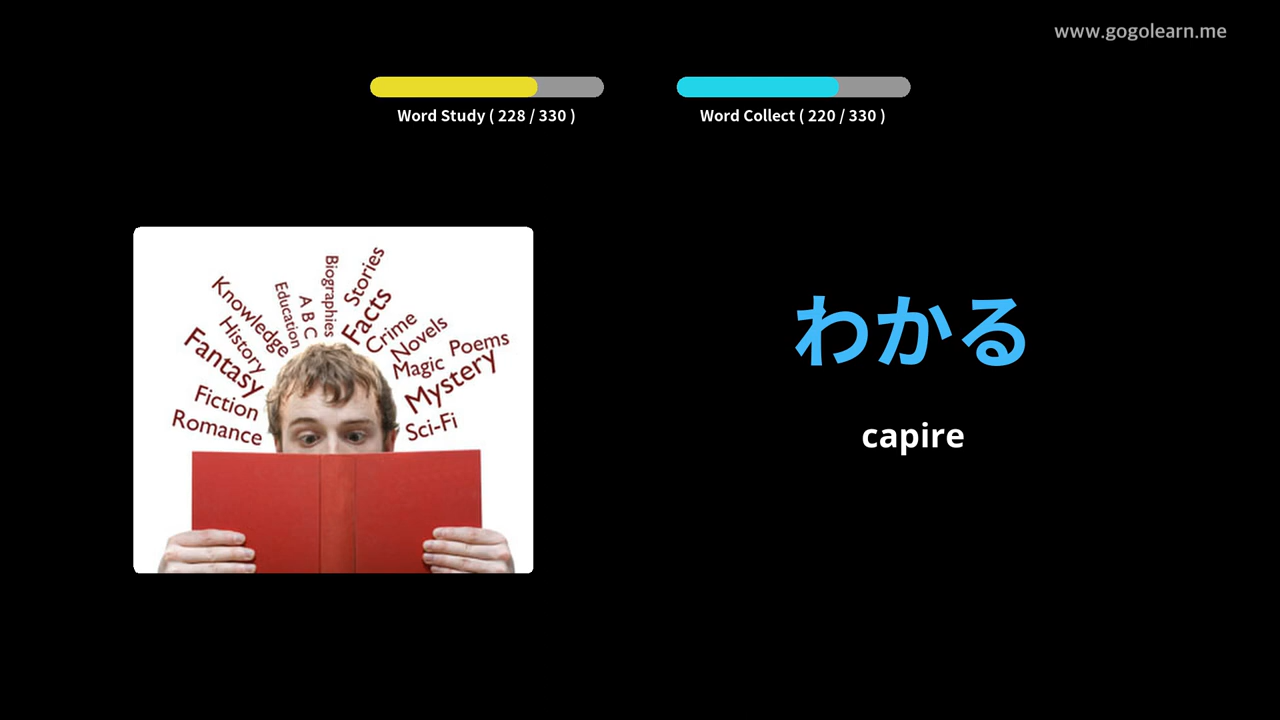 www.gogolearn.me
Word Study ( 228 / 330 )
Word Collect ( 220 / 330 )
Knowledge
Education
A B C
Biographies
Stories
Facts
Crime
Novels
Poems
History
Fantasy
Magic
Mystery
Fiction
Romance
Sci-Fi
わかる
capire